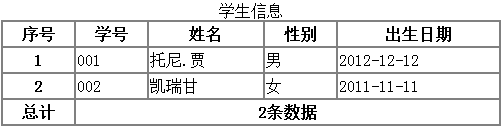 学生信息
序号 学号 姓名 性别 出生日期
1 001 托尼.贾 男 2012-12-12
2 002 凯瑞甘 女 2011-11-11
总计 2条数据